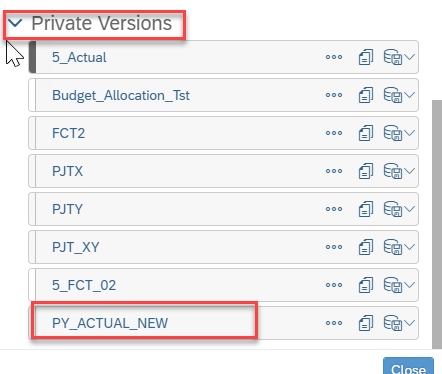 Private Versions
5_Actual
Budget_Allocation_Tst
FCT2
PJTX
PJTY
PJT_XY
5_FCT_02
PY_ACTUAL_NEW
Close